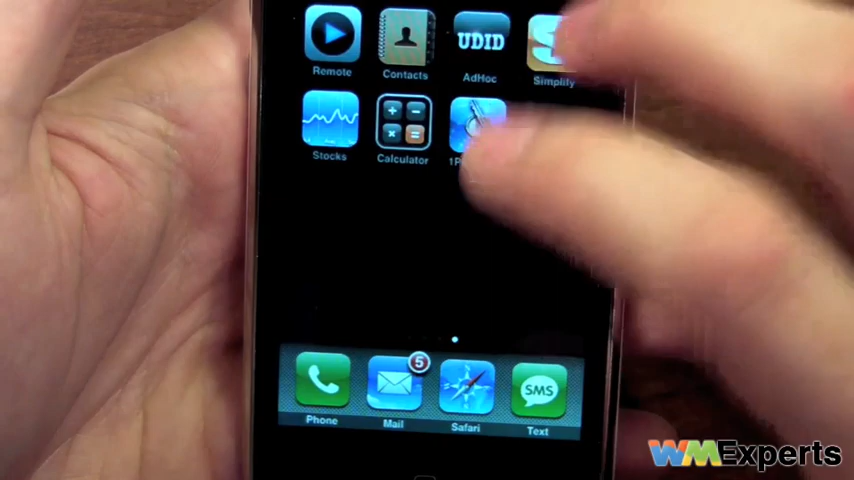 Remote Contacts AdHoc Simplify
UDID
Stocks Calculator
5
SMS
Phone Mail Safari Text
WMExperts